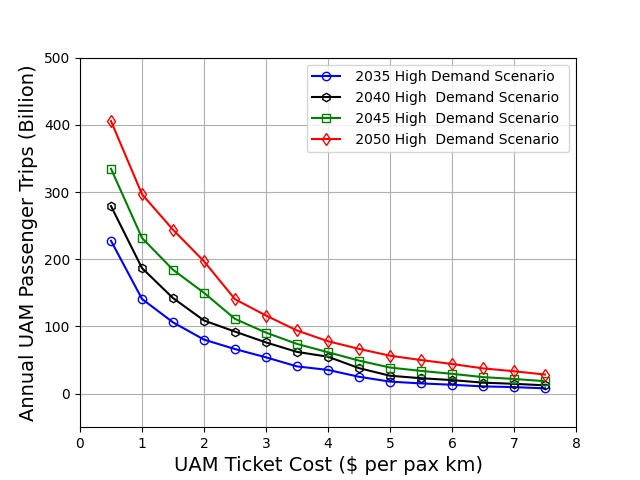 500
400
300
200
100
0
0 1 2 3 4 5 6 7 8
Annual UAM Passenger Trips (Billion)
UAM Ticket Cost ($ per pax km)
2035 High Demand Scenario
2040 High  Demand Scenario
2045 High  Demand Scenario
2050 High  Demand Scenario